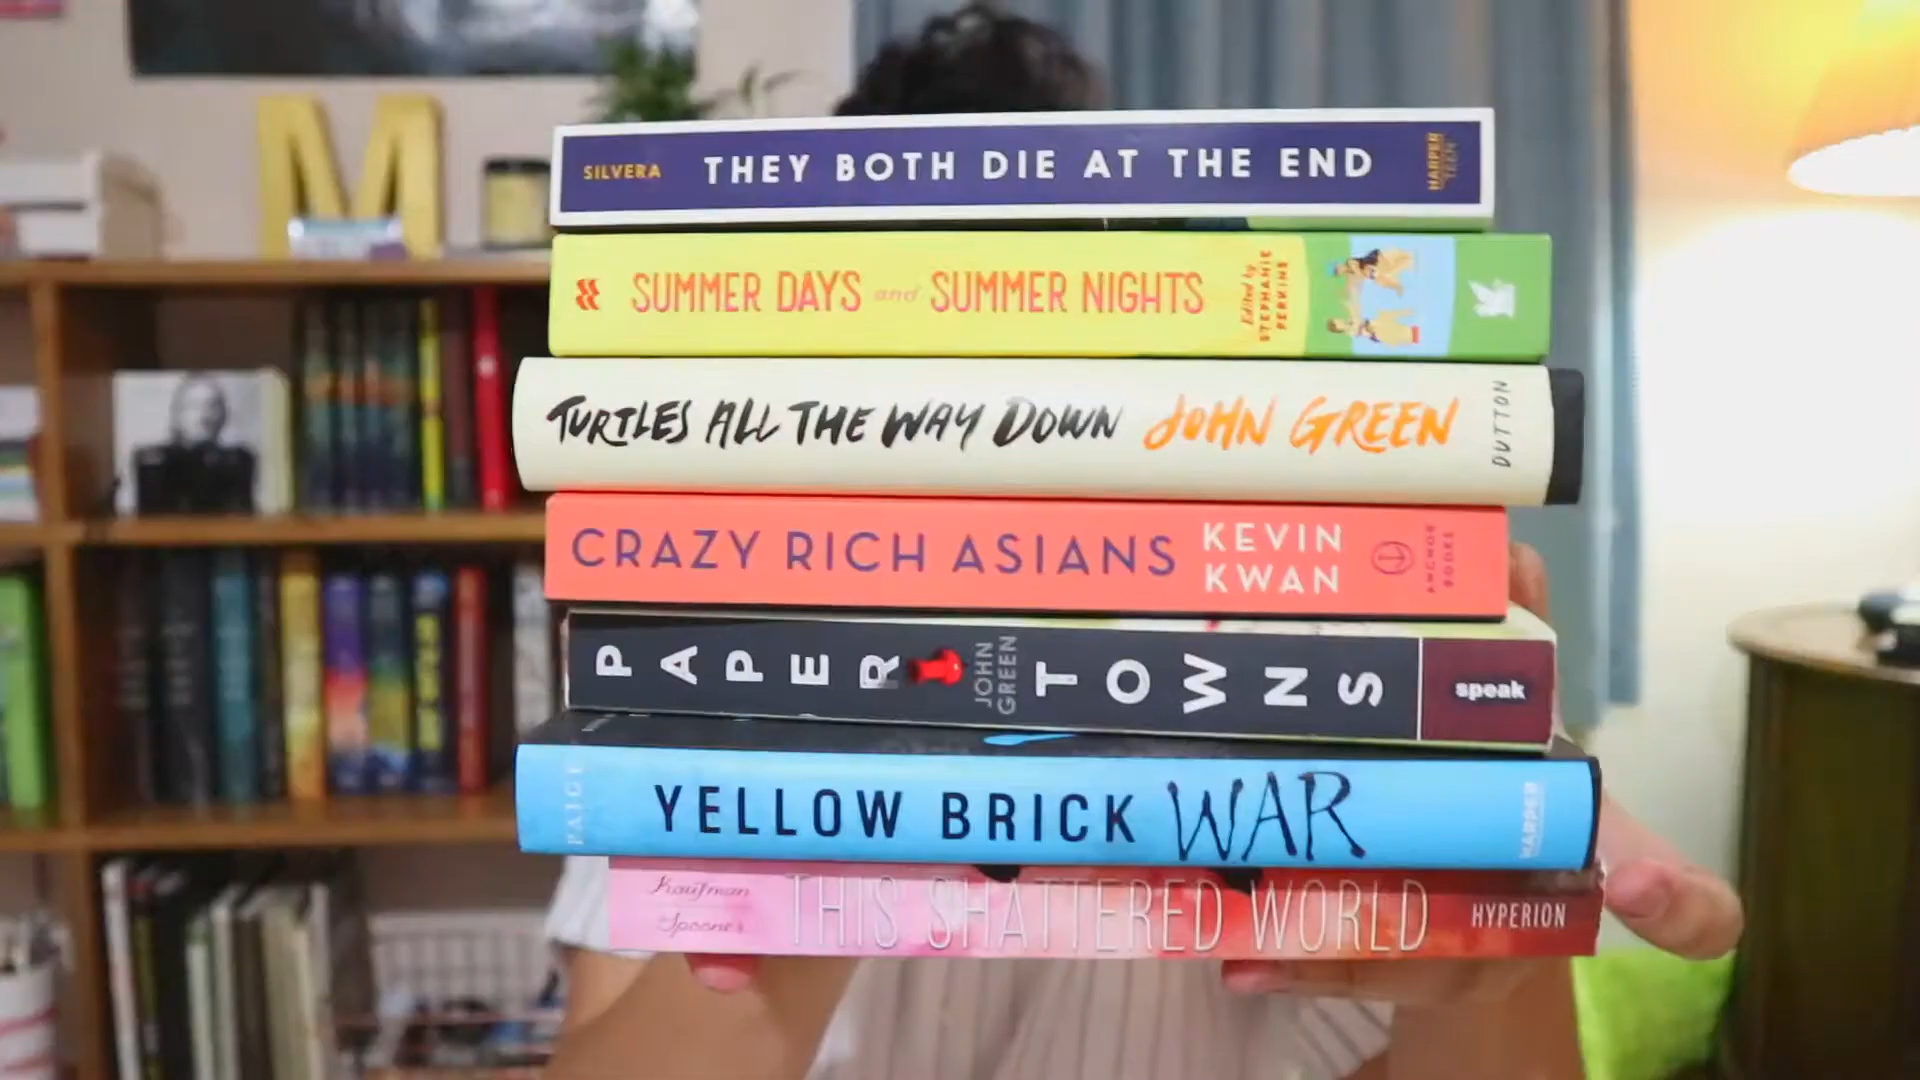 M
SILVERA THEY BOTH DIE AT THE END HARPER TEEN
SUMMER DAYS and SUMMER NIGHTS Edited by STEPHANIE PERKINS
TURTLES ALL THE WAY DOWN JOHN GREEN DUTTON
CRAZY RICH ASIANS KEVIN KWAN ANCHOR BOOKS
PAPER JOHN GREEN TOWNS speak
PAIGE YELLOW BRICK WAR HARPER
Kaufman Spooner THIS SHATTERED WORLD HYPERION